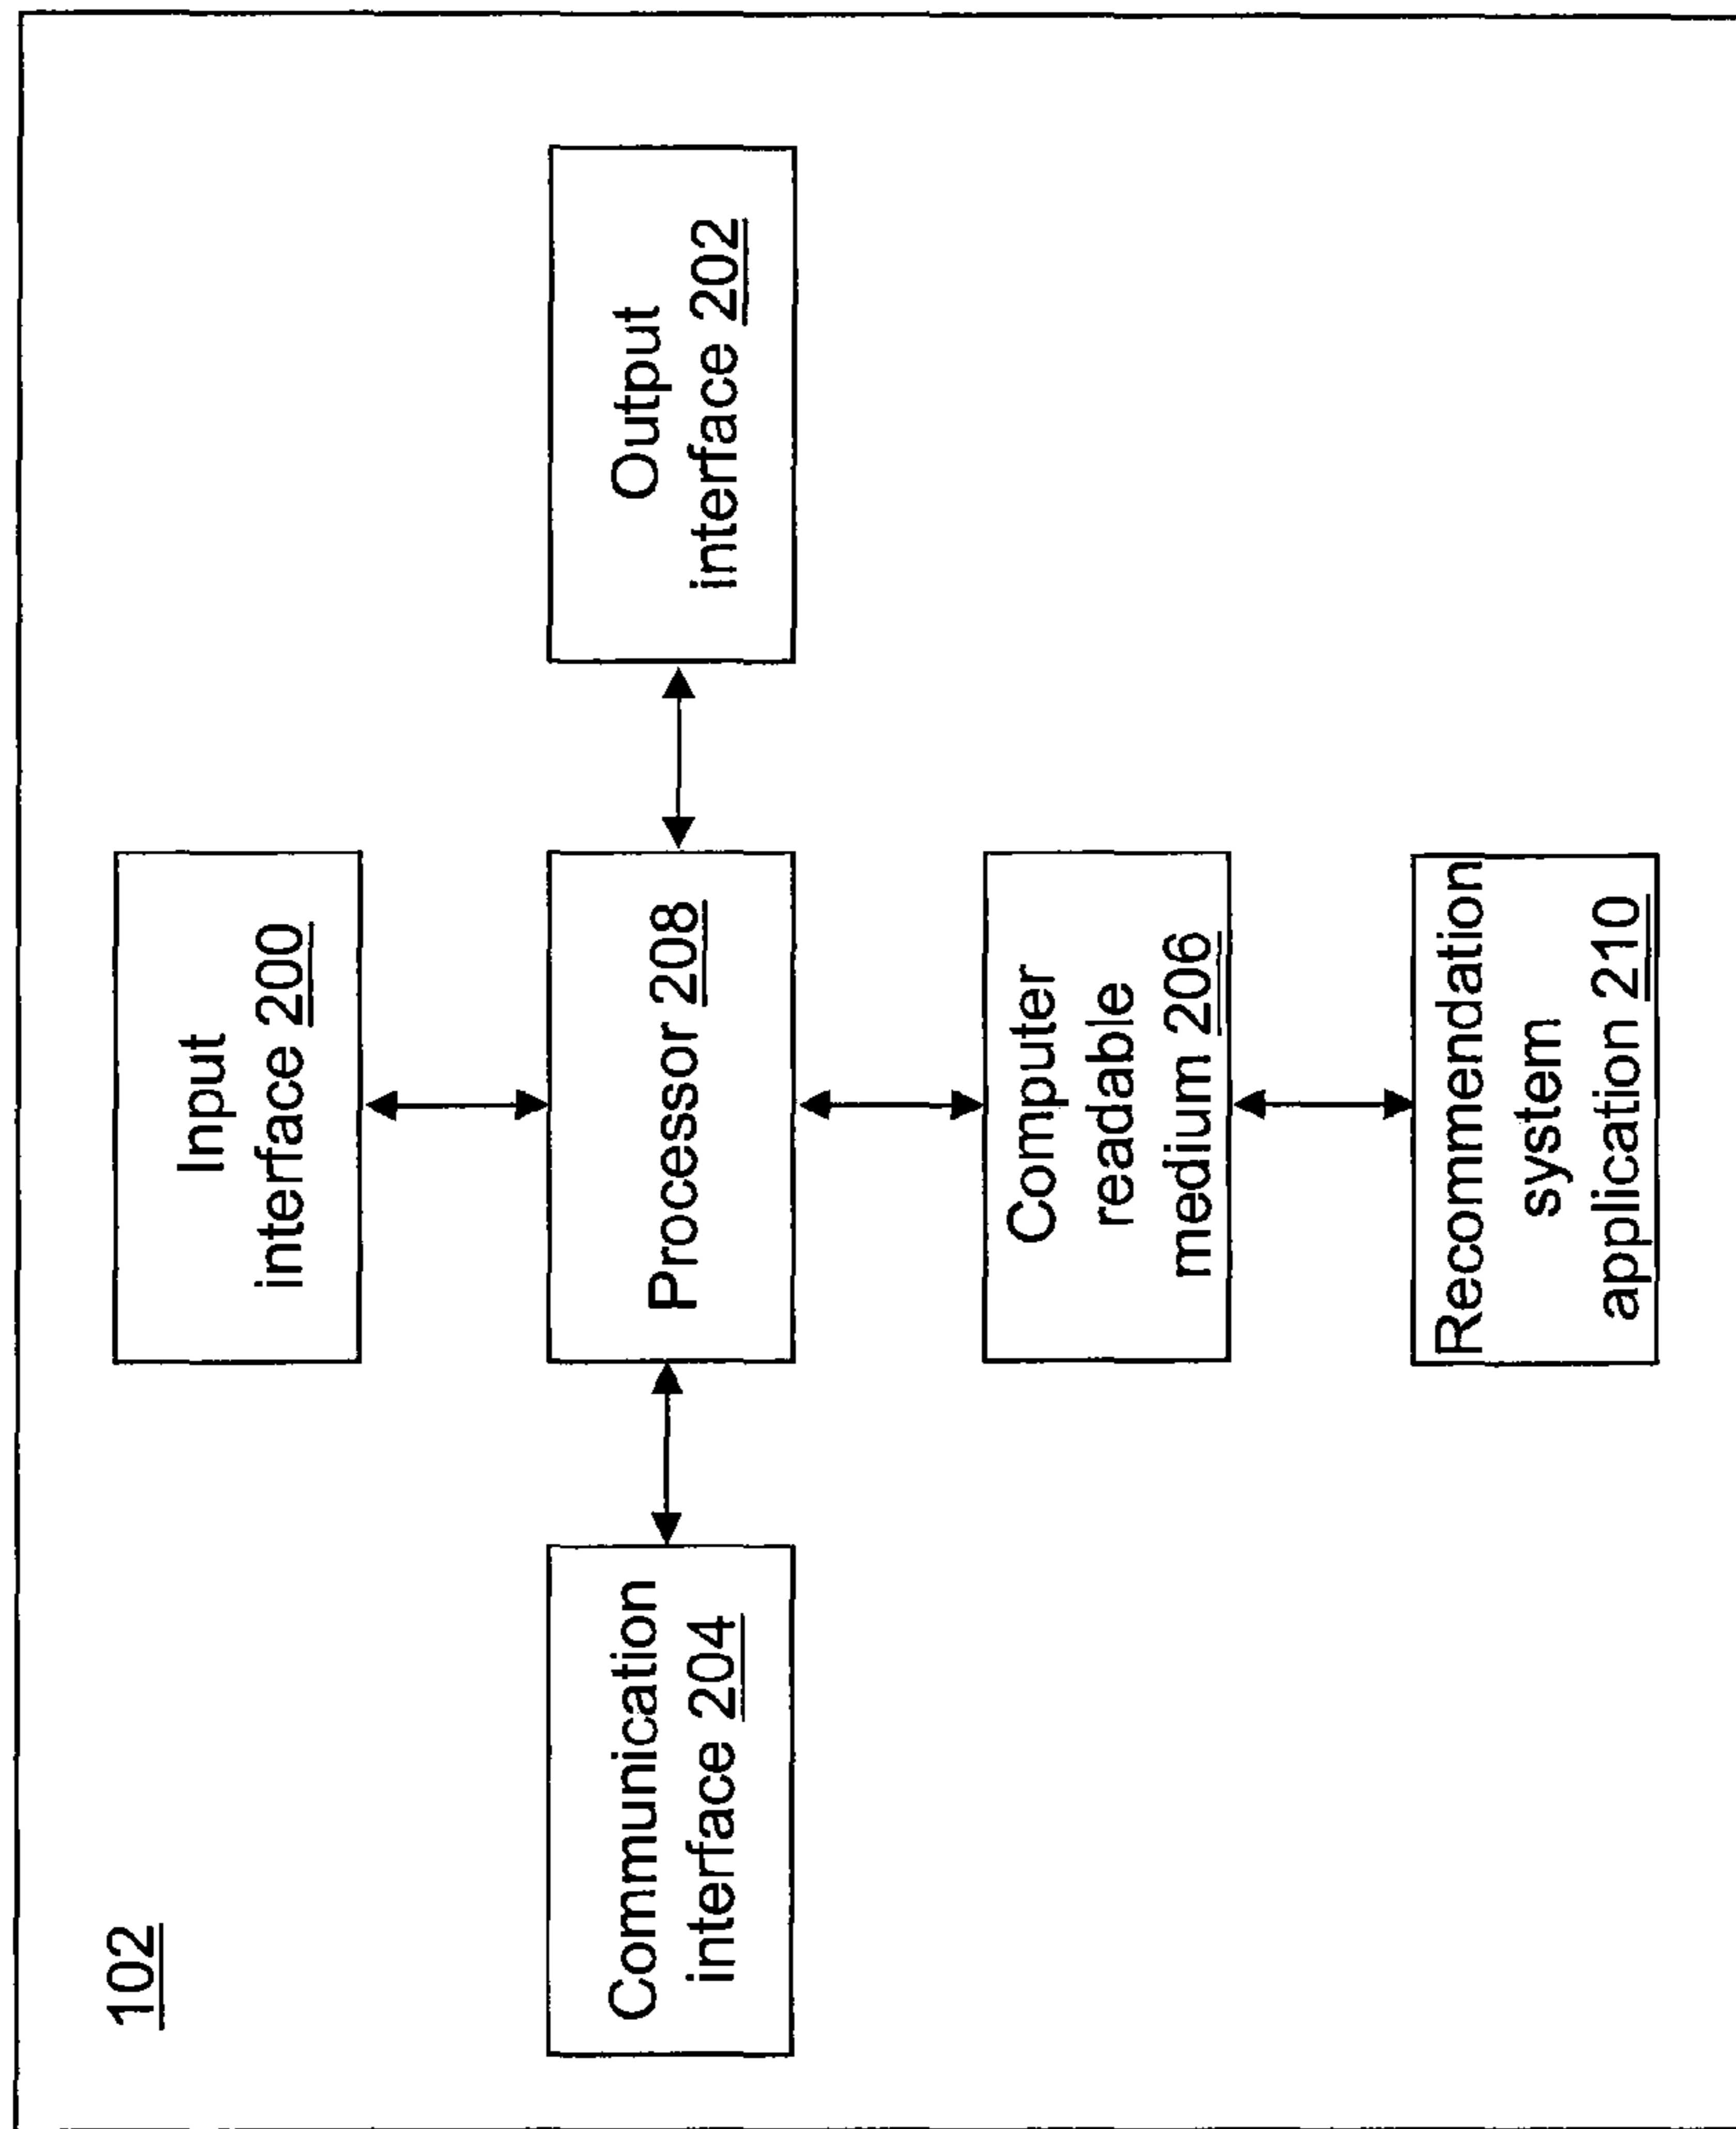 102
Input
interface 200
Communication
interface 204
Processor 208
Output
interface 202
Computer
readable
medium 206
Recommendation
system
application 210